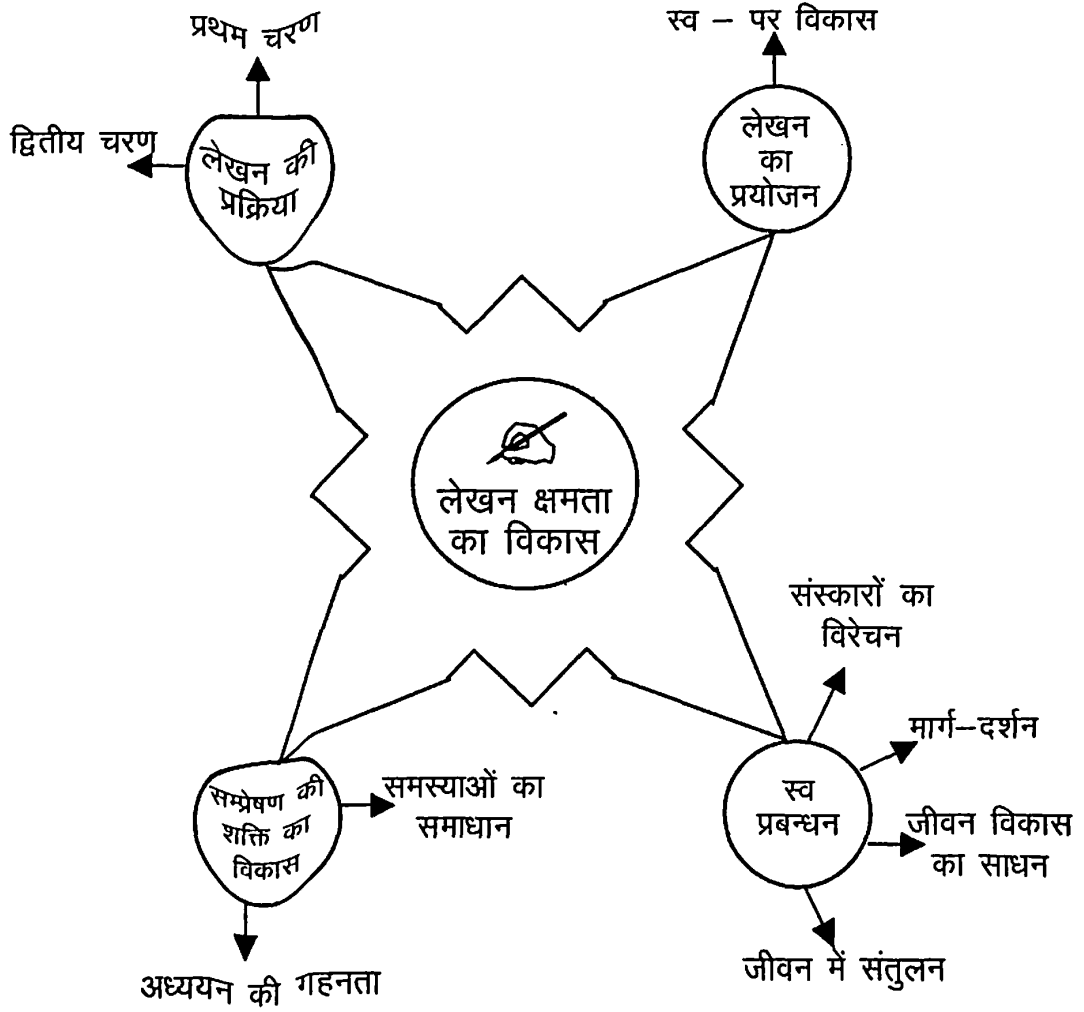 प्रथम चरण
द्वितीय चरण
लेखन की
प्रक्रिया
स्व – पर विकास
लेखन
का
प्रयोजन
लेखन क्षमता
का विकास
सम्प्रेषण की
शक्ति का
विकास
समस्याओं का
समाधान
अध्ययन की गहनता
संस्कारों का
विरेचन
मार्ग–दर्शन
स्व
प्रबन्धन
जीवन विकास
का साधन
जीवन में संतुलन